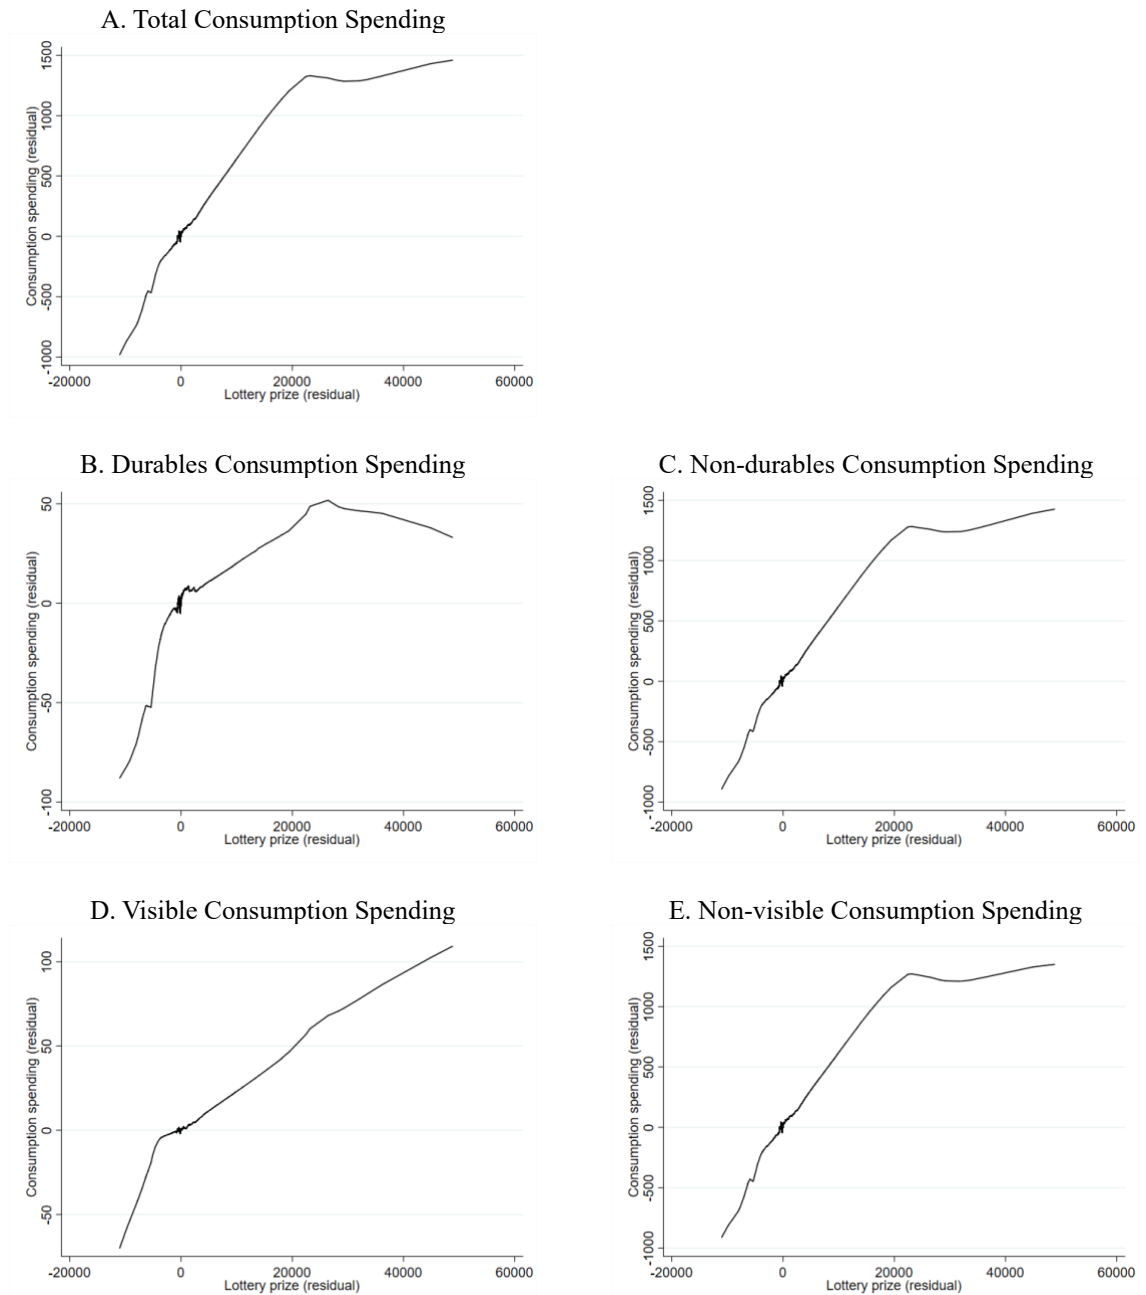 A. Total Consumption Spending
Consumption spending (residual)
1500
1000
500
0
-500
-1000
-20000 0 20000 40000 60000
Lottery prize (residual)
B. Durables Consumption Spending
Consumption spending (residual)
50
0
-50
-100
-20000 0 20000 40000 60000
Lottery prize (residual)
C. Non-durables Consumption Spending
Consumption spending (residual)
1500
1000
500
0
-500
-1000
-20000 0 20000 40000 60000
Lottery prize (residual)
D. Visible Consumption Spending
Consumption spending (residual)
100
50
0
-50
-20000 0 20000 40000 60000
Lottery prize (residual)
E. Non-visible Consumption Spending
Consumption spending (residual)
1500
1000
500
0
-500
-1000
-20000 0 20000 40000 60000
Lottery prize (residual)